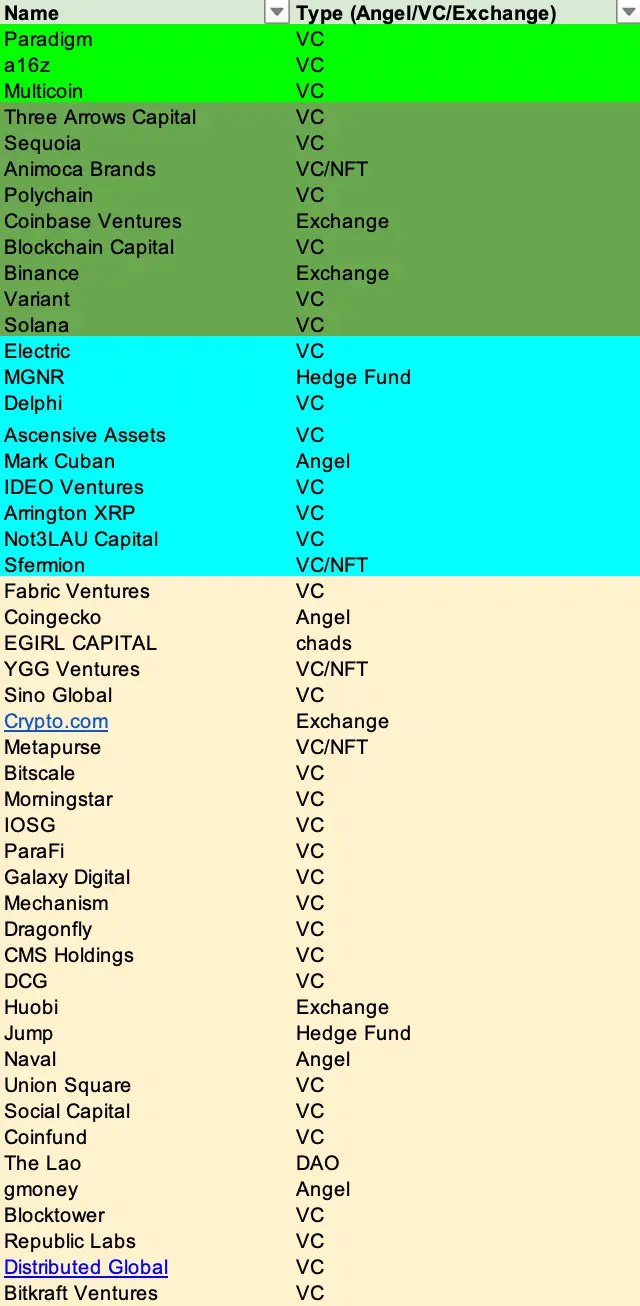 Name Type (Angel/VC/Exchange)
Paradigm VC
a16z VC
Multicoin VC
Three Arrows Capital VC
Sequoia VC
Animoca Brands VC/NFT
Polychain VC
Coinbase Ventures Exchange
Blockchain Capital VC
Binance Exchange
Variant VC
Solana VC
Electric VC
MGNR Hedge Fund
Delphi VC
Ascensive Assets VC
Mark Cuban Angel
IDEO Ventures VC
Arrington XRP VC
Not3LAU Capital VC
Sfermion VC/NFT
Fabric Ventures VC
Coingecko Angel
EGIRL CAPITAL chads
YGG Ventures VC/NFT
Sino Global VC
Crypto.com Exchange
Metapurse VC/NFT
Bitscale VC
Morningstar VC
IOSG VC
ParaFi VC
Galaxy Digital VC
Mechanism VC
Dragonfly VC
CMS Holdings VC
DCG VC
Huobi Exchange
Jump Hedge Fund
Naval Angel
Union Square VC
Social Capital VC
Coinfund VC
The Lao DAO
gmoney Angel
Blocktower VC
Republic Labs VC
Distributed Global VC
Bitkraft Ventures VC